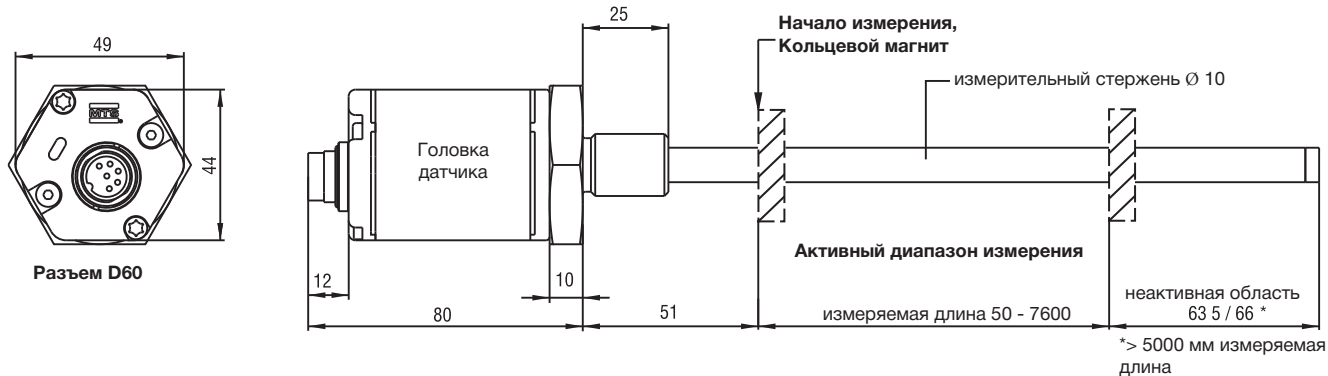 49
44
MTS
Разъем D60
25
Начало измерения,
Кольцевой магнит
измерительный стержень Ø 10
Головка
датчика
Активный диапазон измерения
12
10
80
51
измеряемая длина 50 - 7600
неактивная область
63 5 / 66 *
*> 5000 мм измеряемая
длина